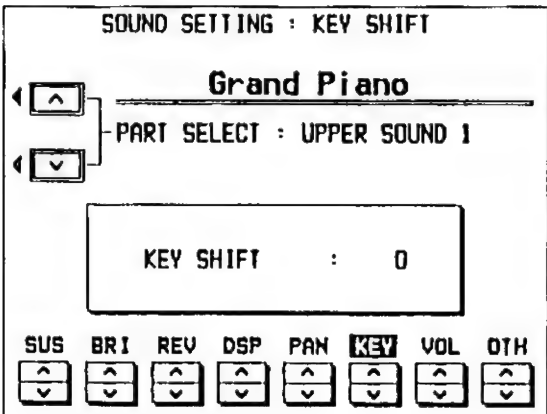 SOUND SETTING : KEY SHIFT
Grand Piano
PART SELECT : UPPER SOUND 1
KEY SHIFT : 0
SUS BRI REV DSP PAN KEY VOL OTH